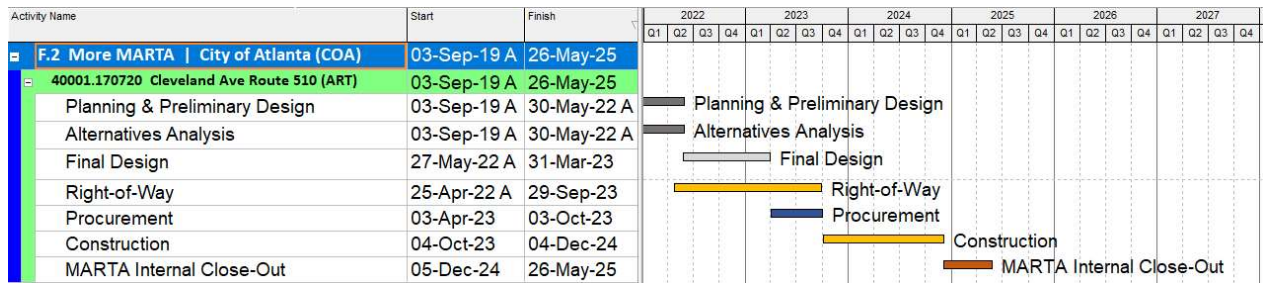 Activity Name Start Finish 2022 2023 2024 2025 2026 2027
Q1 Q2 Q3 Q4 Q1 Q2 Q3 Q4 Q1 Q2 Q3 Q4 Q1 Q2 Q3 Q4 Q1 Q2 Q3 Q4 Q1 Q2 Q3 Q4
F.2 More MARTA | City of Atlanta (COA) 03-Sep-19 A 26-May-25
40001.170720 Cleveland Ave Route 510 (ART) 03-Sep-19 A 26-May-25
Planning & Preliminary Design 03-Sep-19 A 30-May-22 A Planning & Preliminary Design
Alternatives Analysis 03-Sep-19 A 30-May-22 A Alternatives Analysis
Final Design 27-May-22 A 31-Mar-23 Final Design
Right-of-Way 25-Apr-22 A 29-Sep-23 Right-of-Way
Procurement 03-Apr-23 03-Oct-23 Procurement
Construction 04-Oct-23 04-Dec-24 Construction
MARTA Internal Close-Out 05-Dec-24 26-May-25 MARTA Internal Close-Out